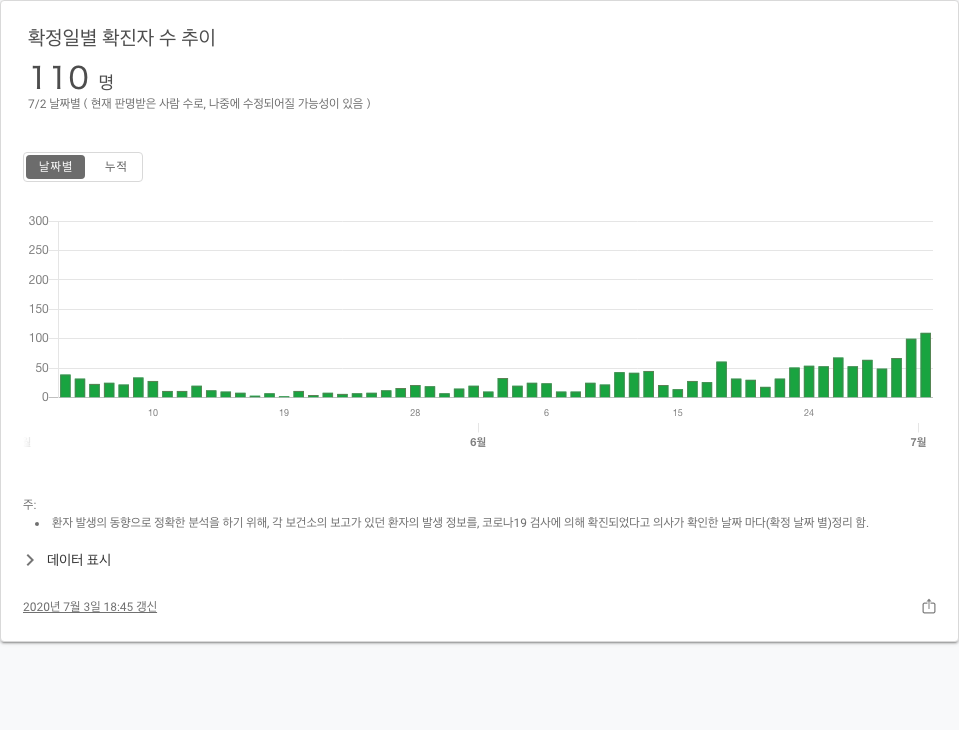 확정일별 확진자 수 추이
110 명
7/2 날짜별 ( 현재 판명받은 사람 수로, 나중에 수정되어질 가능성이 있음 )
날짜별 누적
300
250
200
150
100
50
0
10 19 28 6 15 24
6월 7월
주:
• 환자 발생의 동향으로 정확한 분석을 하기 위해, 각 보건소의 보고가 있던 환자의 발생 정보를, 코로나19 검사에 의해 확진되었다고 의사가 확인한 날짜 마다(확정 날짜 별)정리 함.
데이터 표시
2020년 7월 3일 18:45 갱신